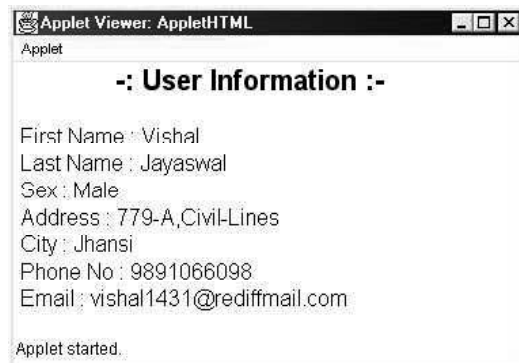 Applet Viewer: AppletHTML
Applet
-: User Information :-
First Name : Vishal
Last Name : Jayaswal
Sex : Male
Address : 779-A,Civil-Lines
City : Jhansi
Phone No : 9891066098
Email : vishal1431@rediffmail.com
Applet started.